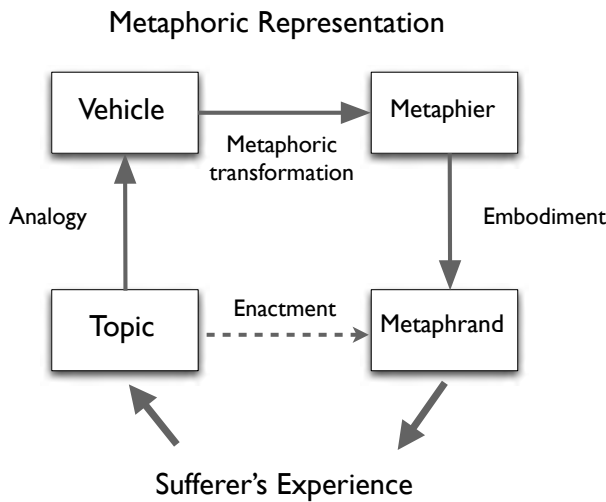 Metaphoric Representation
Vehicle
Metaphier
Metaphoric
transformation
Analogy
Embodiment
Topic
Enactment
Metaphrand
Sufferer's Experience